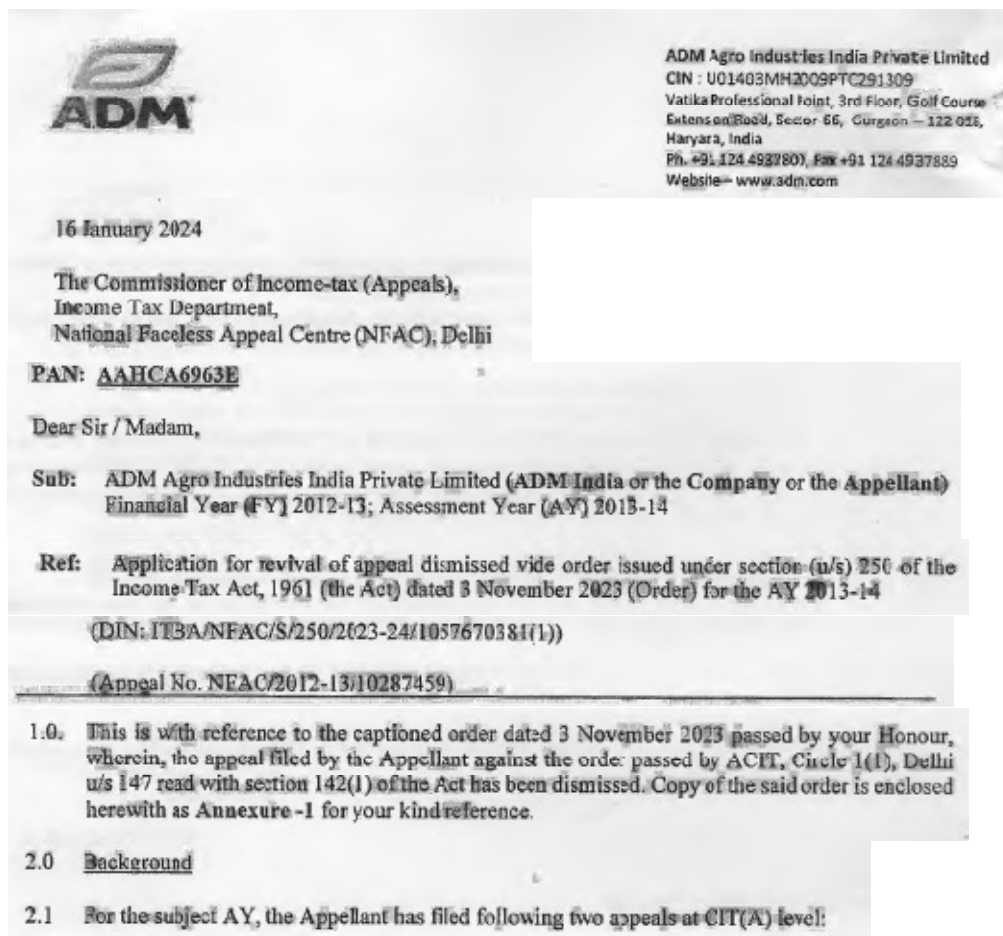 ADM
ADM Agro Industries India Private Limited
CIN : U01403MH2009PTC291309
Vatika Professional Point, 3rd Floor, Golf Course
Extension Road, Sector 66, Gurgaon – 122 018,
Haryana, India
Ph. +91 124 4937800, Fax +91 124 4937889
Website– www.adm.com
16 January 2024
The Commissioner of Income-tax (Appeals),
Income Tax Department,
National Faceless Appeal Centre (NFAC), Delhi
PAN: AAHCA6963E
Dear Sir / Madam,
Sub: ADM Agro Industries India Private Limited (ADM India or the Company or the Appellant)
Financial Year (FY) 2012-13; Assessment Year (AY) 2013-14
Ref: Application for revival of appeal dismissed vide order issued under section (u/s) 250 of the
Income Tax Act, 1961 (the Act) dated 3 November 2023 (Order) for the AY 2013-14
(DIN: ITBA/NFAC/S/250/2023-24/1057670381(1))
(Appeal No. NFAC/2012-13/10287459)
1.0. This is with reference to the captioned order dated 3 November 2023 passed by your Honour,
wherein, the appeal filed by the Appellant against the order passed by ACIT, Circle 1(1), Delhi
u/s 147 read with section 142(1) of the Act has been dismissed. Copy of the said order is enclosed
herewith as Annexure -1 for your kind reference.
2.0 Background
2.1 For the subject AY, the Appellant has filed following two appeals at CIT(A) level: